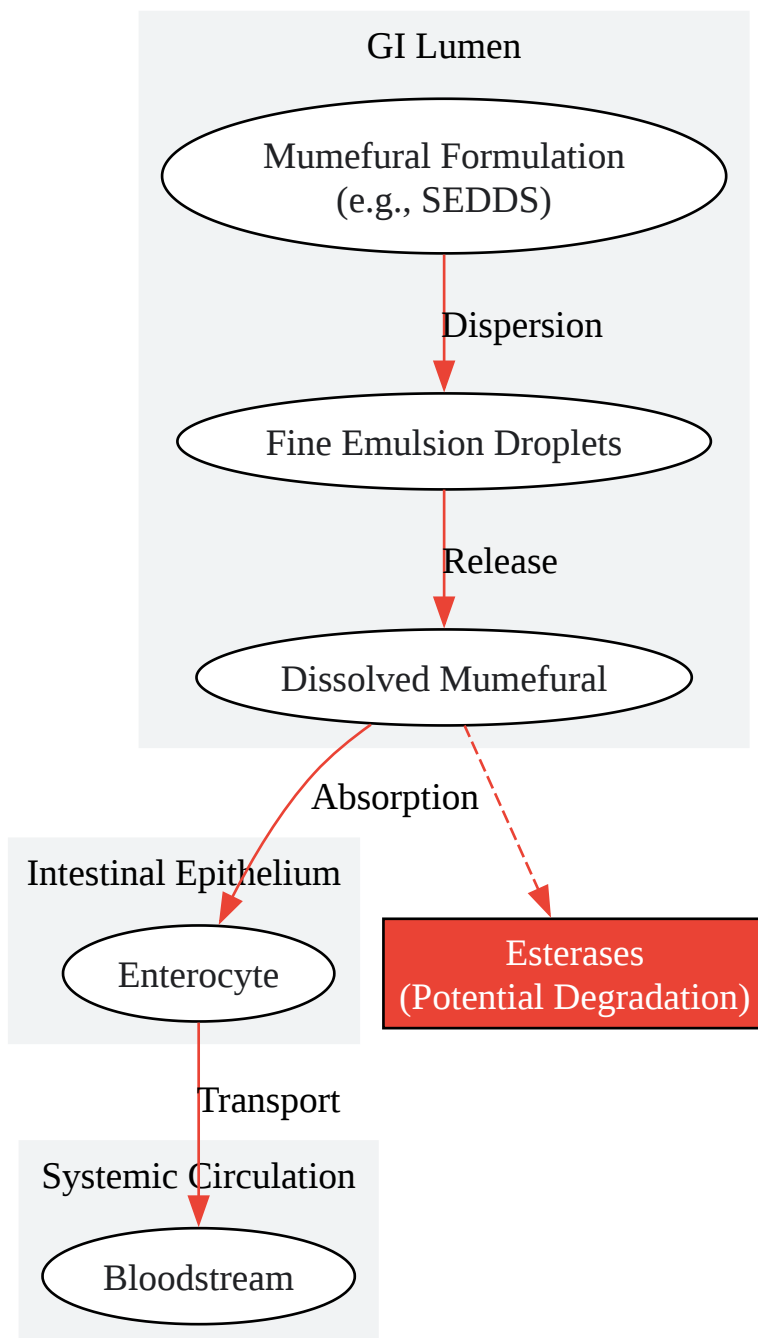 GI Lumen
Mumefural Formulation
(e.g., SEDDS)
Dispersion
Fine Emulsion Droplets
Release
Dissolved Mumefural
Absorption
Intestinal Epithelium
Enterocyte
Esterases
(Potential Degradation)
Transport
Systemic Circulation
Bloodstream